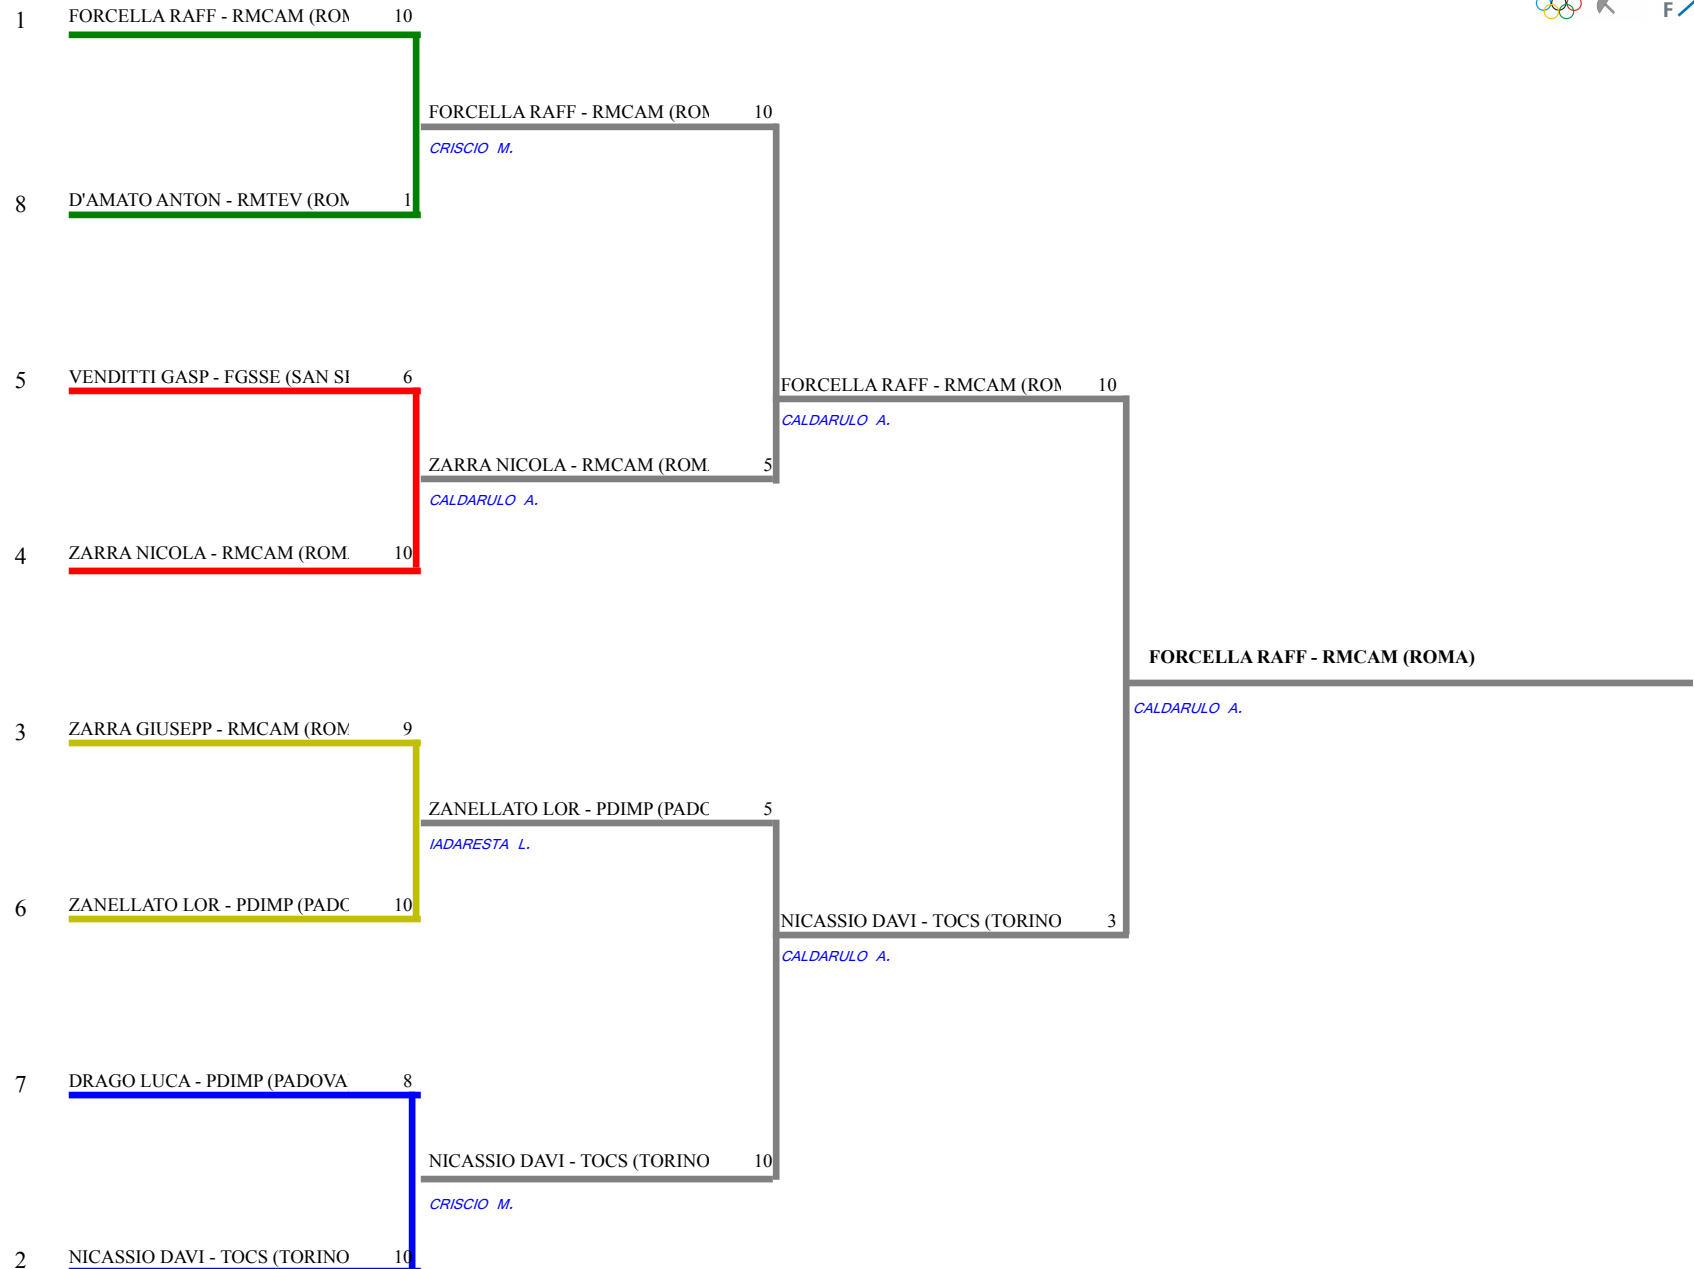 1 FORCELLA RAFF - RMCAM (ROM 10
FORCELLA RAFF - RMCAM (ROM 10
CRISCIO M.
8 D'AMATO ANTON - RMTEV (ROM 1
5 VENDITTI GASP - FGSSE (SAN SE 6
FORCELLA RAFF - RMCAM (ROM 10
CALDARULO A.
ZARRA NICOLA - RMCAM (ROM 5
CALDARULO A.
4 ZARRA NICOLA - RMCAM (ROM 10
FORCELLA RAFF - RMCAM (ROMA)
CALDARULO A.
3 ZARRA GIUSEPP - RMCAM (ROM 9
ZANELLATO LOR - PDIMP (PADO 5
IADARESTA L.
6 ZANELLATO LOR - PDIMP (PADO 10
NICASSIO DAVI - TOCS (TORINO 3
CALDARULO A.
7 DRAGO LUCA - PDIMP (PADOVA 8
NICASSIO DAVI - TOCS (TORINO 10
CRISCIO M.
2 NICASSIO DAVI - TOCS (TORINO 10